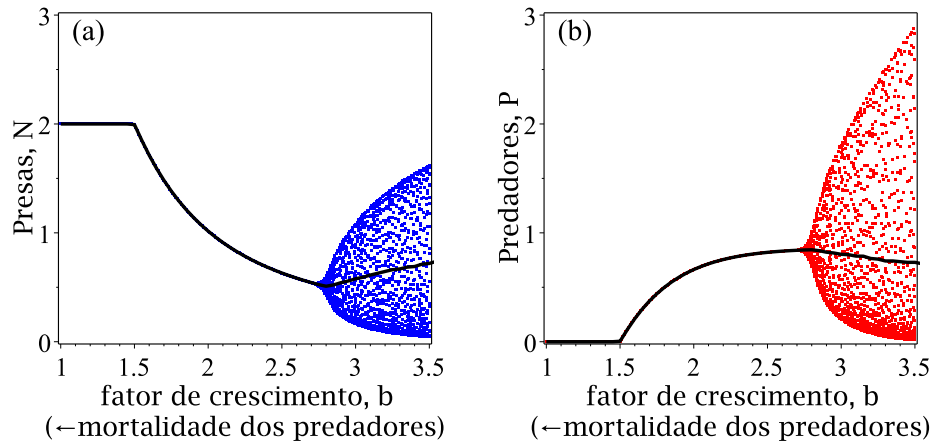 (a)
3
2
1
0
Presas, N
1 1.5 2 2.5 3 3.5
fator de crescimento, b
(←mortalidade dos predadores)
(b)
3
2
1
0
Predadores, P
1 1.5 2 2.5 3 3.5
fator de crescimento, b
(←mortalidade dos predadores)